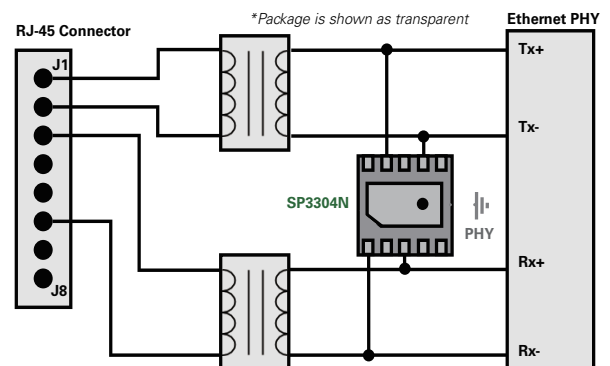 *Package is shown as transparent
Ethernet PHY
RJ-45 Connector
J1
Tx+
Tx-
SP3304N
PHY
Rx+
J8
Rx-